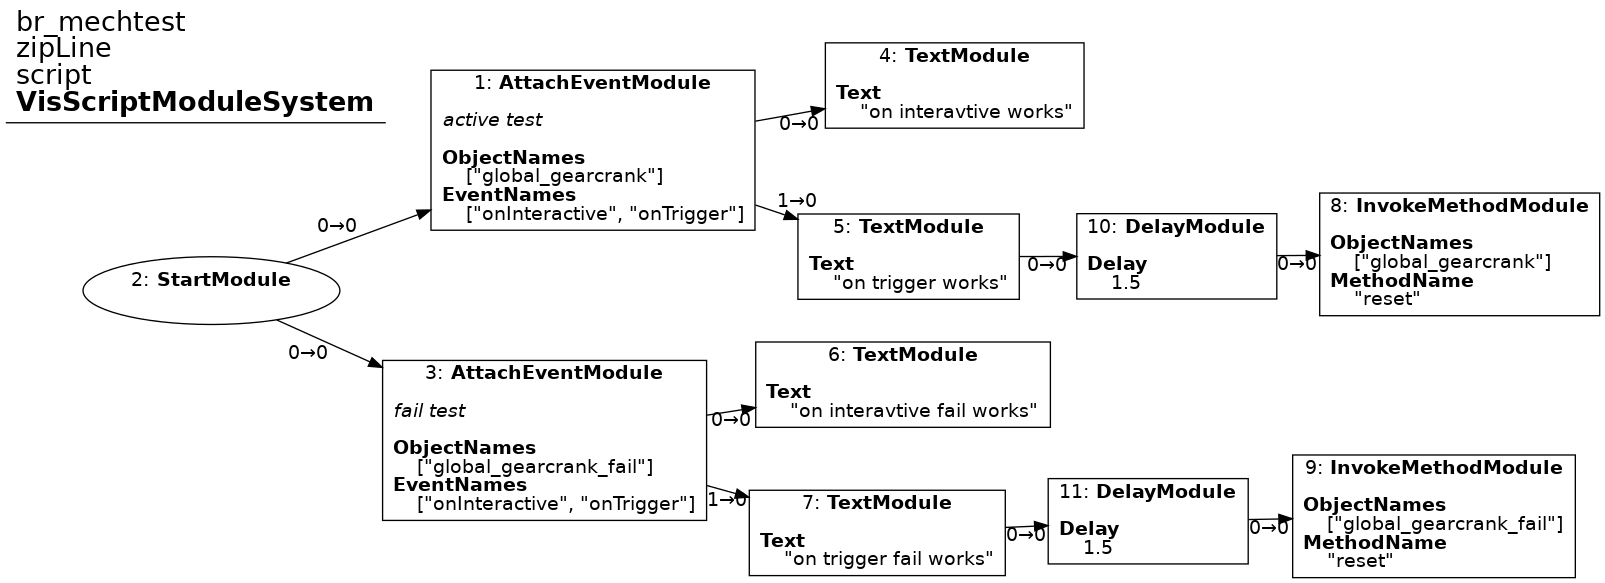 br_mechtest
zipLine
script
VisScriptModuleSystem
2: StartModule
0→0
0→0
1: AttachEventModule
active test
ObjectNames
["global_gearcrank"]
EventNames
["onInteractive", "onTrigger"]
0→0
1→0
4: TextModule
Text
"on interavtive works"
5: TextModule
Text
"on trigger works"
0→0
10: DelayModule
Delay
1.5
0→0
8: InvokeMethodModule
ObjectNames
["global_gearcrank"]
MethodName
"reset"
3: AttachEventModule
fail test
ObjectNames
["global_gearcrank_fail"]
EventNames
["onInteractive", "onTrigger"]
0→0
1→0
6: TextModule
Text
"on interavtive fail works"
7: TextModule
Text
"on trigger fail works"
0→0
11: DelayModule
Delay
1.5
0→0
9: InvokeMethodModule
ObjectNames
["global_gearcrank_fail"]
MethodName
"reset"